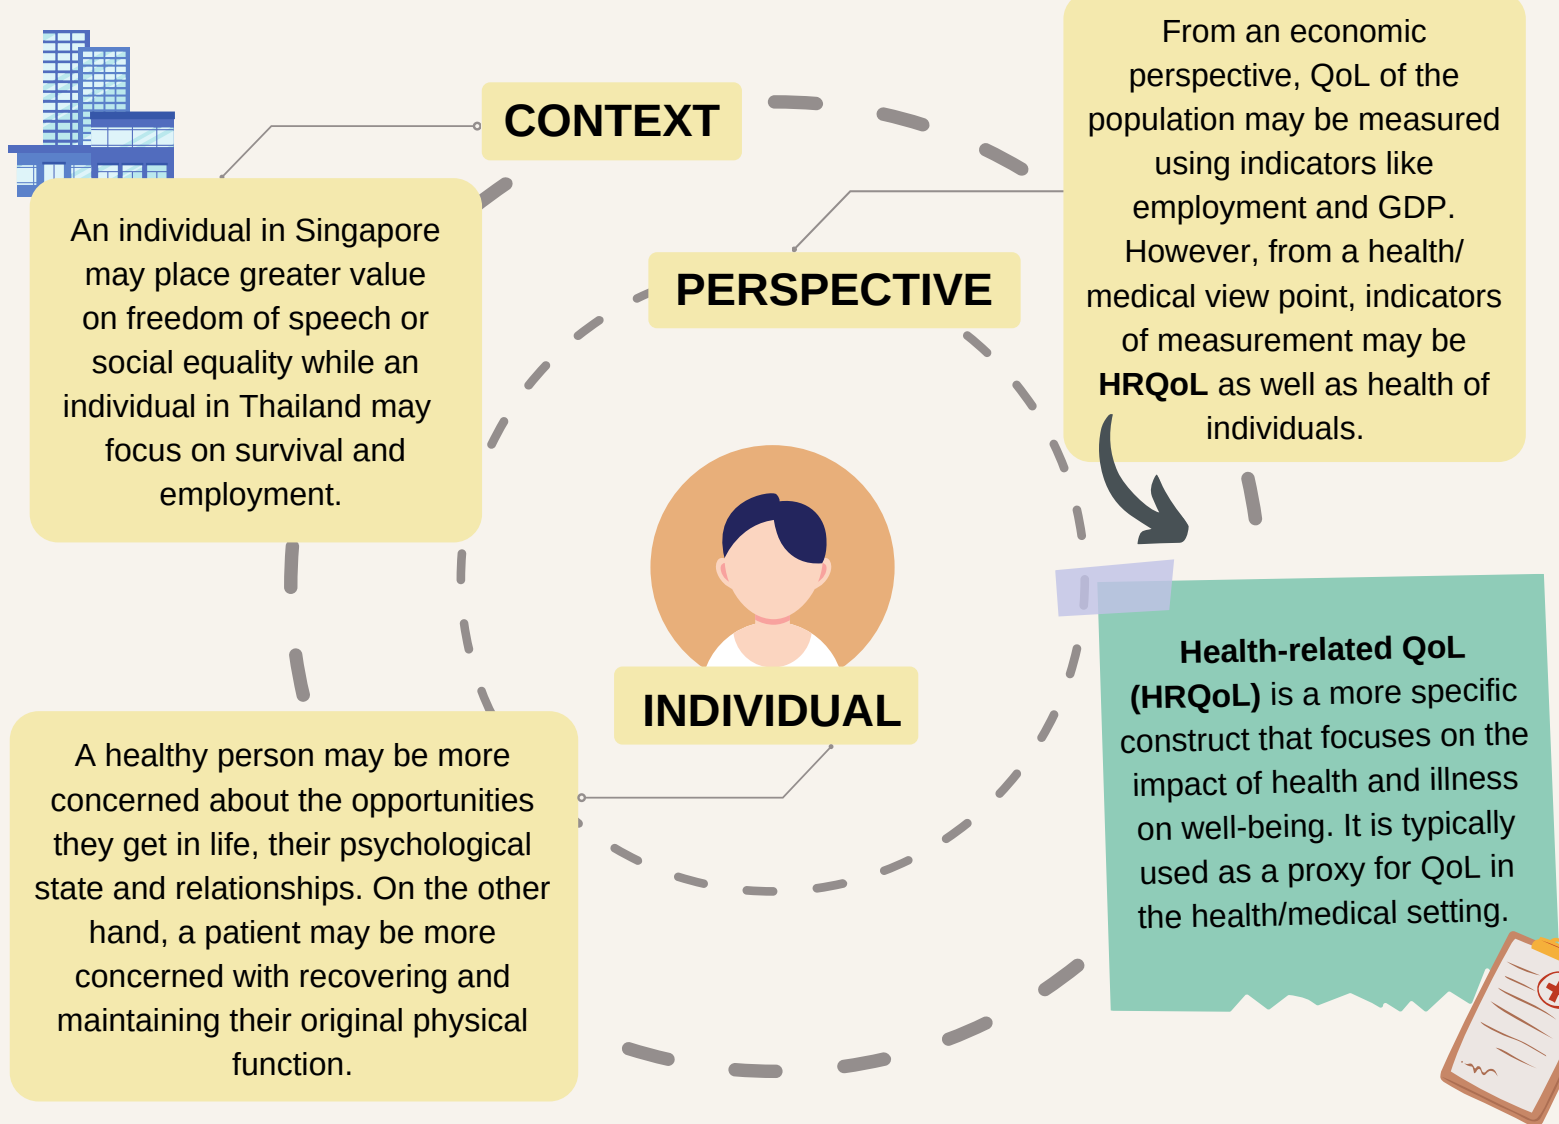 CONTEXT
An individual in Singapore
may place greater value
on freedom of speech or
social equality while an
individual in Thailand may
focus on survival and
employment.
PERSPECTIVE
From an economic
perspective, QoL of the
population may be measured
using indicators like
employment and GDP.
However, from a health/
medical view point, indicators
of measurement may be
HRQoL as well as health of
individuals.
INDIVIDUAL
A healthy person may be more
concerned about the opportunities
they get in life, their psychological
state and relationships. On the other
hand, a patient may be more
concerned with recovering and
maintaining their original physical
function.
Health-related QoL
(HRQoL) is a more specific
construct that focuses on the
impact of health and illness
on well-being. It is typically
used as a proxy for QoL in
the health/medical setting.